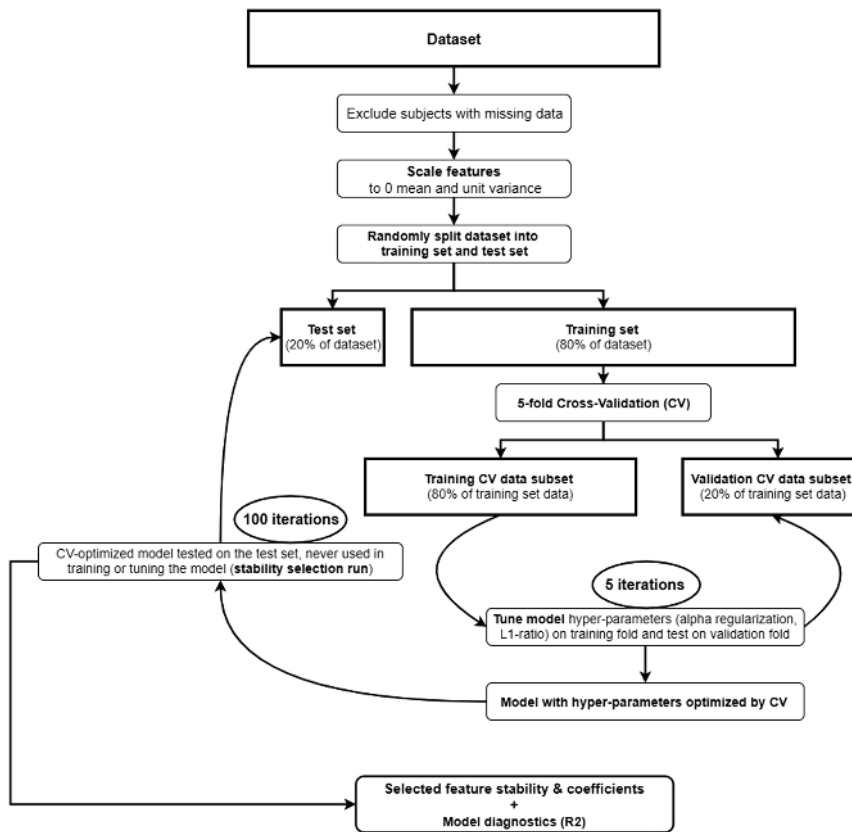 Dataset
Exclude subjects with missing data
Scale features
to 0 mean and unit variance
Randomly split dataset into
training set and test set
Test set
(20% of dataset)
Training set
(80% of dataset)
5-fold Cross-Validation (CV)
Training CV data subset
(80% of training set data)
Validation CV data subset
(20% of training set data)
100 iterations
CV-optimized model tested on the test set, never used in
training or tuning the model (stability selection run)
5 iterations
Tune model hyper-parameters (alpha regularization,
L1-ratio) on training fold and test on validation fold
Model with hyper-parameters optimized by CV
Selected feature stability & coefficients
+
Model diagnostics (R2)